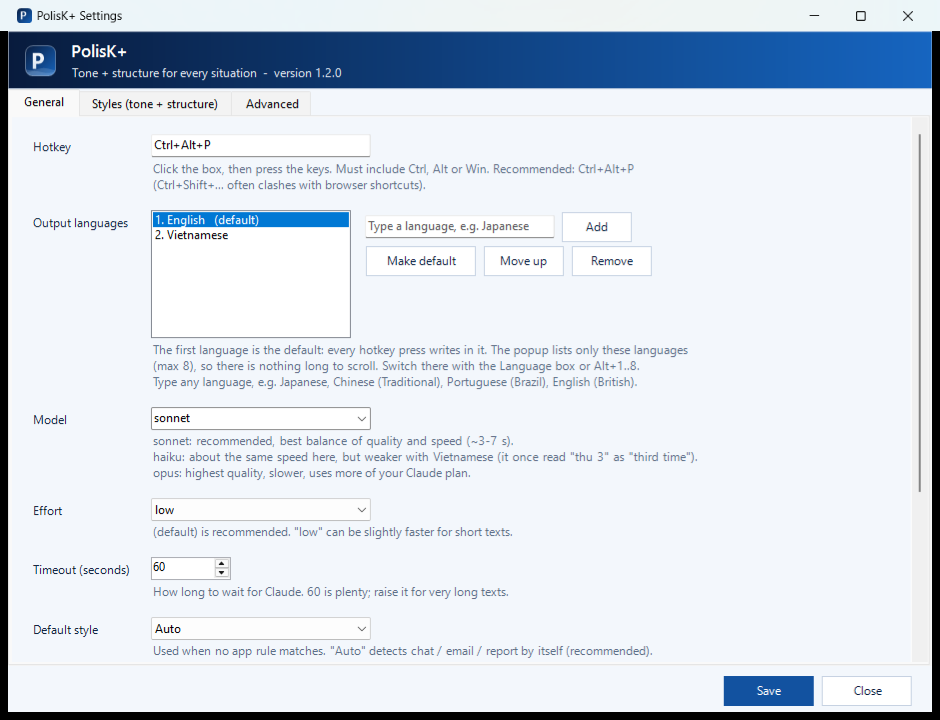 PolisK+ Settings
P
PolisK+
Tone + structure for every situation - version 1.2.0
General Styles (tone + structure) Advanced
Hotkey Ctrl+Alt+P
Click the box, then press the keys. Must include Ctrl, Alt or Win. Recommended: Ctrl+Alt+P
(Ctrl+Shift+... often clashes with browser shortcuts).
Output languages 1. English (default) Type a language, e.g. Japanese Add
2. Vietnamese
Make default Move up Remove
The first language is the default: every hotkey press writes in it. The popup lists only these languages
(max 8), so there is nothing long to scroll. Switch there with the Language box or Alt+1..8.
Type any language, e.g. Japanese, Chinese (Traditional), Portuguese (Brazil), English (British).
Model sonnet
sonnet: recommended, best balance of quality and speed (~3-7 s).
haiku: about the same speed here, but weaker with Vietnamese (it once read "thu 3" as "third time").
opus: highest quality, slower, uses more of your Claude plan.
Effort low
(default) is recommended. "low" can be slightly faster for short texts.
Timeout (seconds) 60
How long to wait for Claude. 60 is plenty; raise it for very long texts.
Default style Auto
Used when no app rule matches. "Auto" detects chat / email / report by itself (recommended).
Save Close